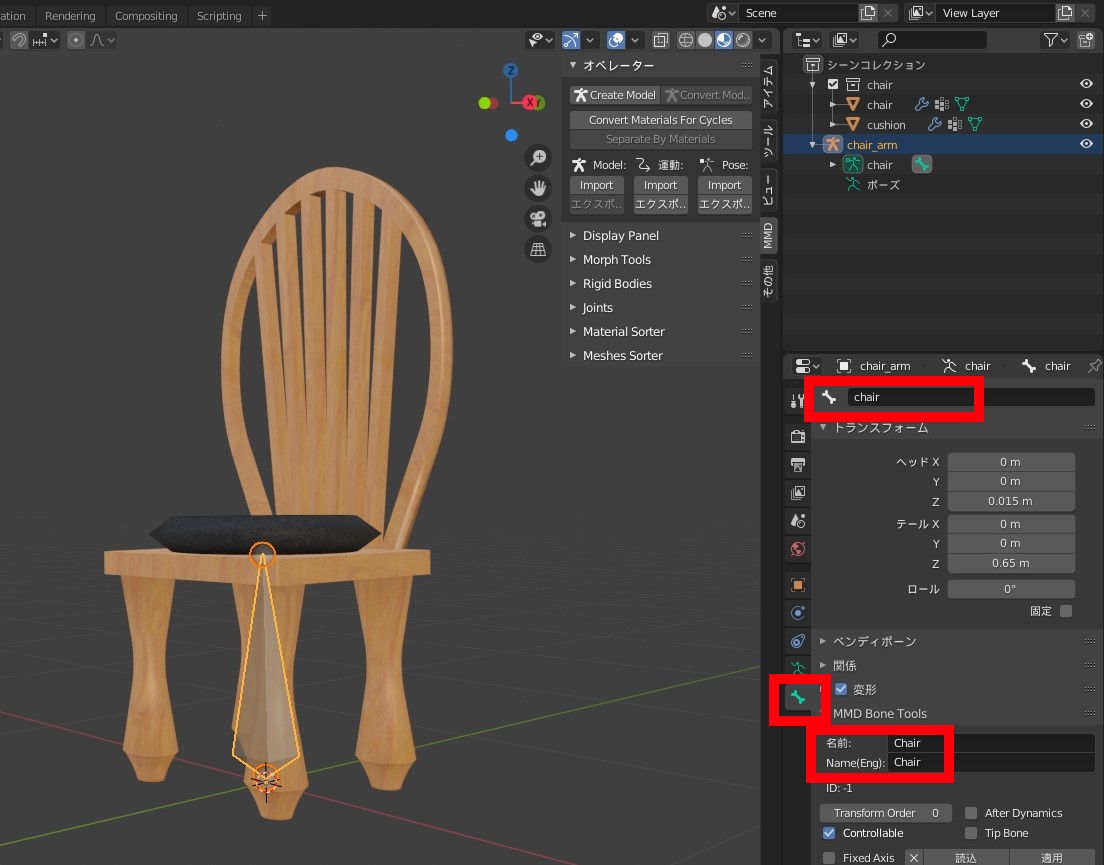 ation Rendering Compositing Scripting +
Scene
View Layer
シーンコレクション
chair
chair
cushion
chair_arm
chair
ポーズ
Z
X
Y
オペレーター
Create Model
Convert Mod..
Convert Materials For Cycles
Separate By Materials
Model: 運動: Pose:
Import Import Import
エクスポ.. エクスポ.. エクスポ..
Display Panel
Morph Tools
Rigid Bodies
Joints
Material Sorter
Meshes Sorter
アイテム
ツール
ビュー
MMD
その他
chair_arm chair chair
chair
トランスフォーム
ヘッド X 0 m
Y 0 m
Z 0.015 m
テール X 0 m
Y 0 m
Z 0.65 m
ロール 0°
固定
ベンディボーン
関係
変形
MMD Bone Tools
名前: Chair
Name(Eng): Chair
ID: -1
Transform Order 0 After Dynamics
Controllable Tip Bone
Fixed Axis 読込 適用